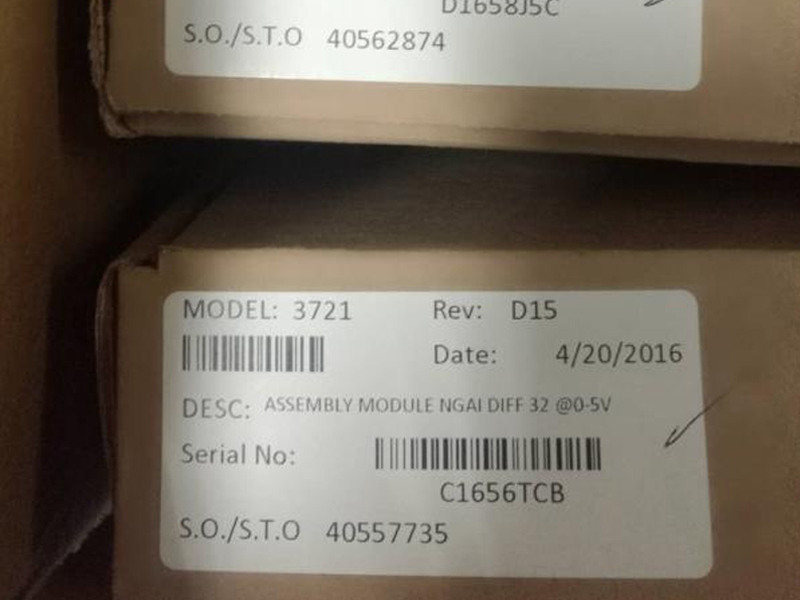 D1658J5C
S.O./S.T.O 40562874
MODEL: 3721 Rev: D15
Date: 4/20/2016
DESC: ASSEMBLY MODULE NGAI DIFF 32 @0-5V
Serial No:
C1656TCB
S.O./S.T.O 40557735